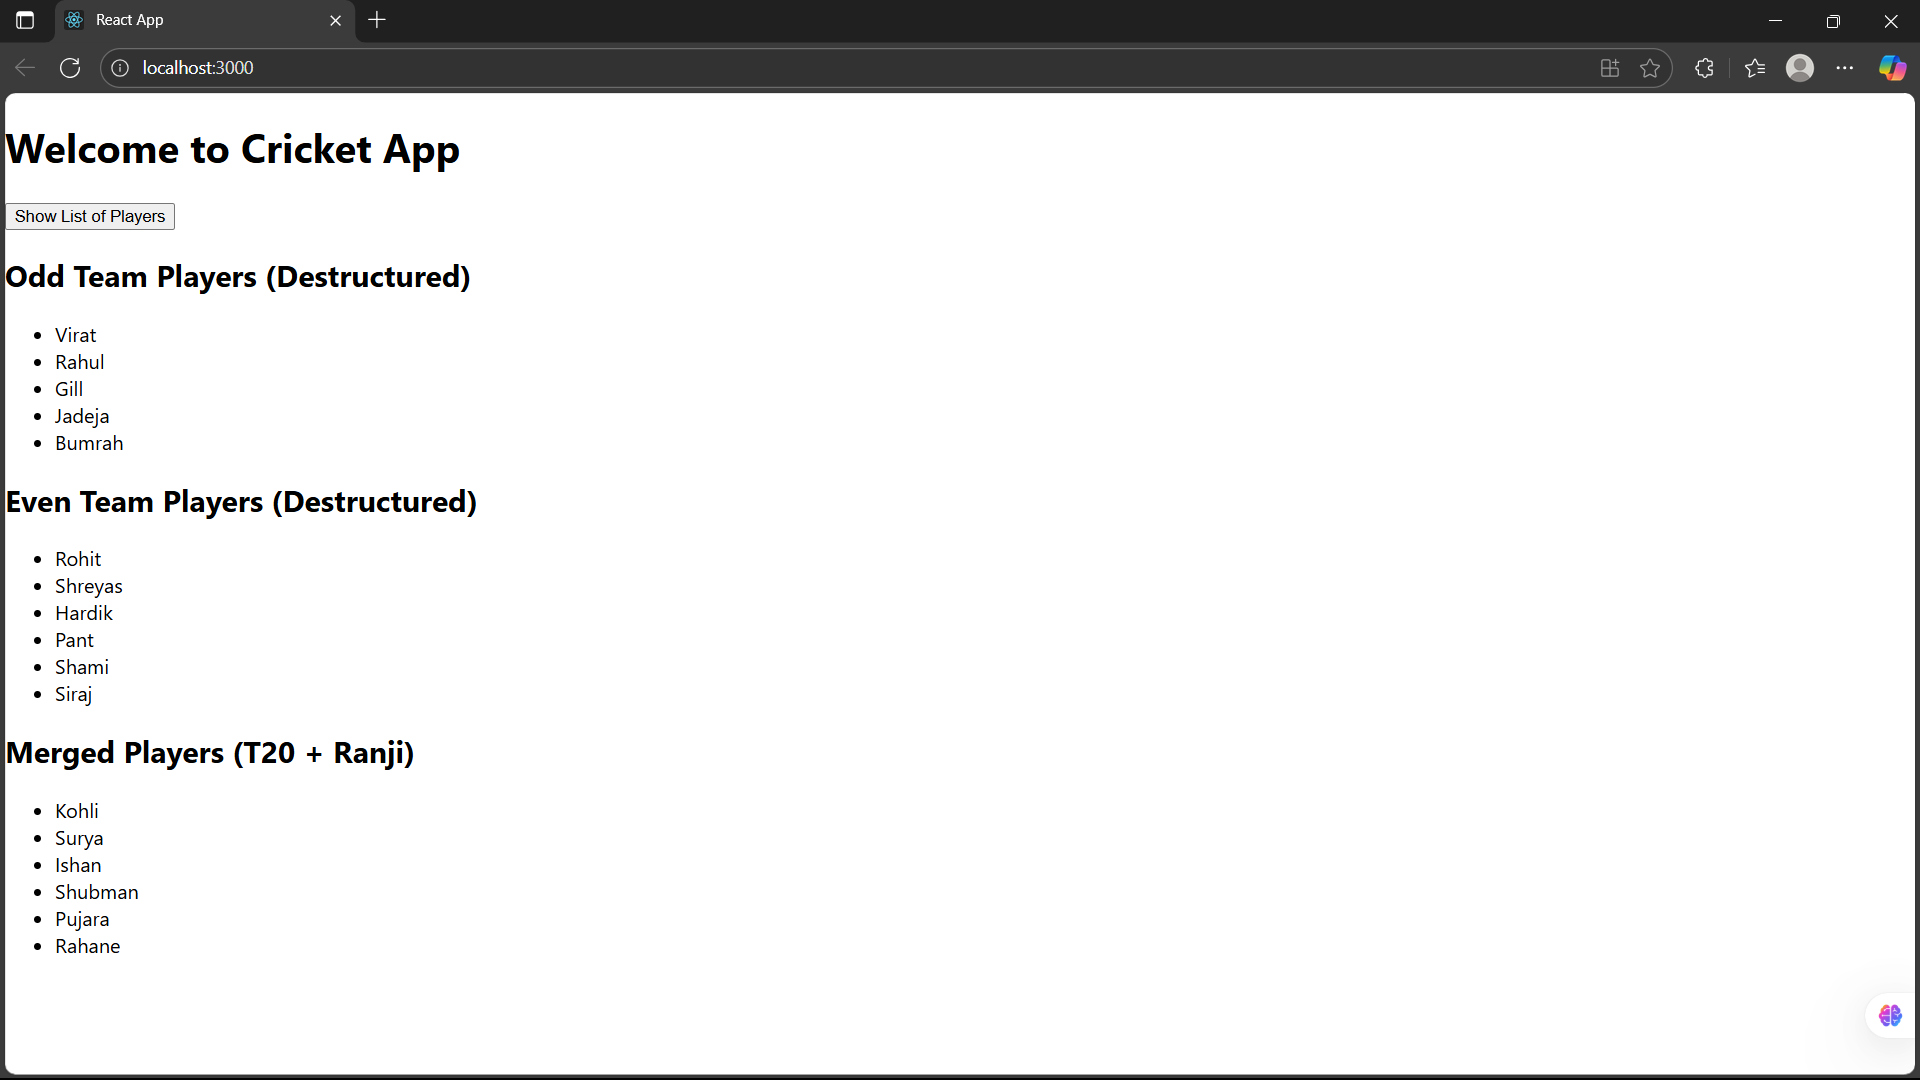 React App
localhost:3000
Welcome to Cricket App
Show List of Players
Odd Team Players (Destructured)
Virat
Rahul
Gill
Jadeja
Bumrah
Even Team Players (Destructured)
Rohit
Shreyas
Hardik
Pant
Shami
Siraj
Merged Players (T20 + Ranji)
Kohli
Surya
Ishan
Shubman
Pujara
Rahane